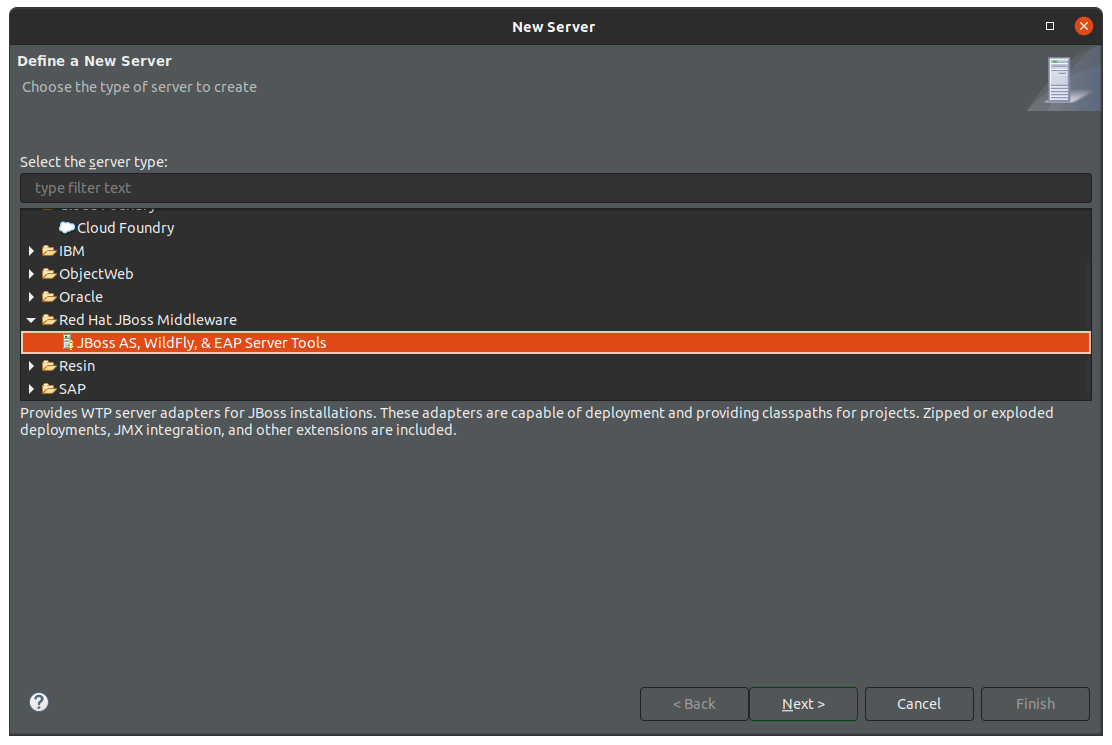 New Server
Define a New Server
Choose the type of server to create
Select the server type:
type filter text
Cloud Foundry
IBM
ObjectWeb
Oracle
Red Hat JBoss Middleware
JBoss AS, WildFly, & EAP Server Tools
Resin
SAP
Provides WTP server adapters for JBoss installations. These adapters are capable of deployment and providing classpaths for projects. Zipped or exploded
deployments, JMX integration, and other extensions are included.
?
< Back
Next >
Cancel
Finish